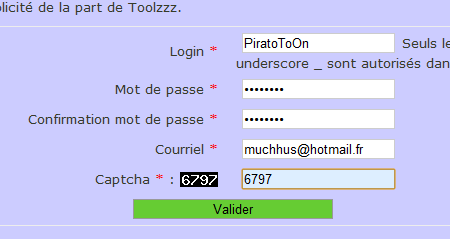 plicité de la part de Toolzzz.
Login * PiratoToOn Seuls le
underscore _ sont autorisés dan
Mot de passe * ••••••••
Confirmation mot de passe * ••••••••
Courriel * muchhus@hotmail.fr
Captcha * : 6797 6797
Valider